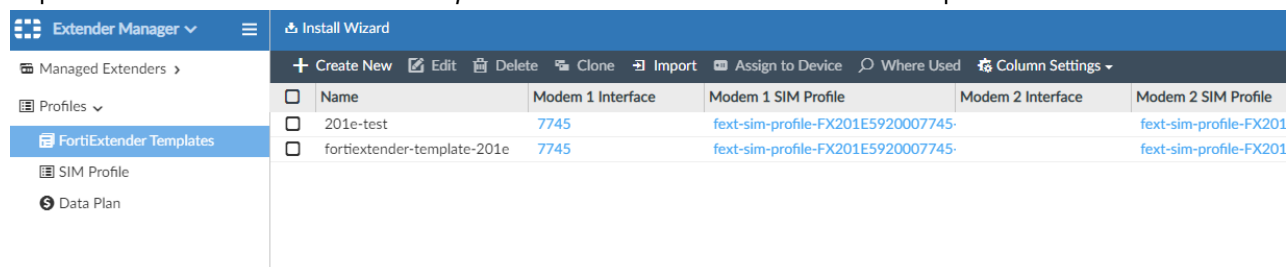 Extender Manager
Install Wizard
Managed Extenders
Create New Edit Delete Clone Import Assign to Device Where Used Column Settings
Profiles
Name Modem 1 Interface Modem 1 SIM Profile Modem 2 Interface Modem 2 SIM Profile
201e-test 7745 fext-sim-profile-FX201E5920007745- fext-sim-profile-FX201
FortiExtender Templates
fortiextender-template-201e 7745 fext-sim-profile-FX201E5920007745- fext-sim-profile-FX201
SIM Profile
Data Plan